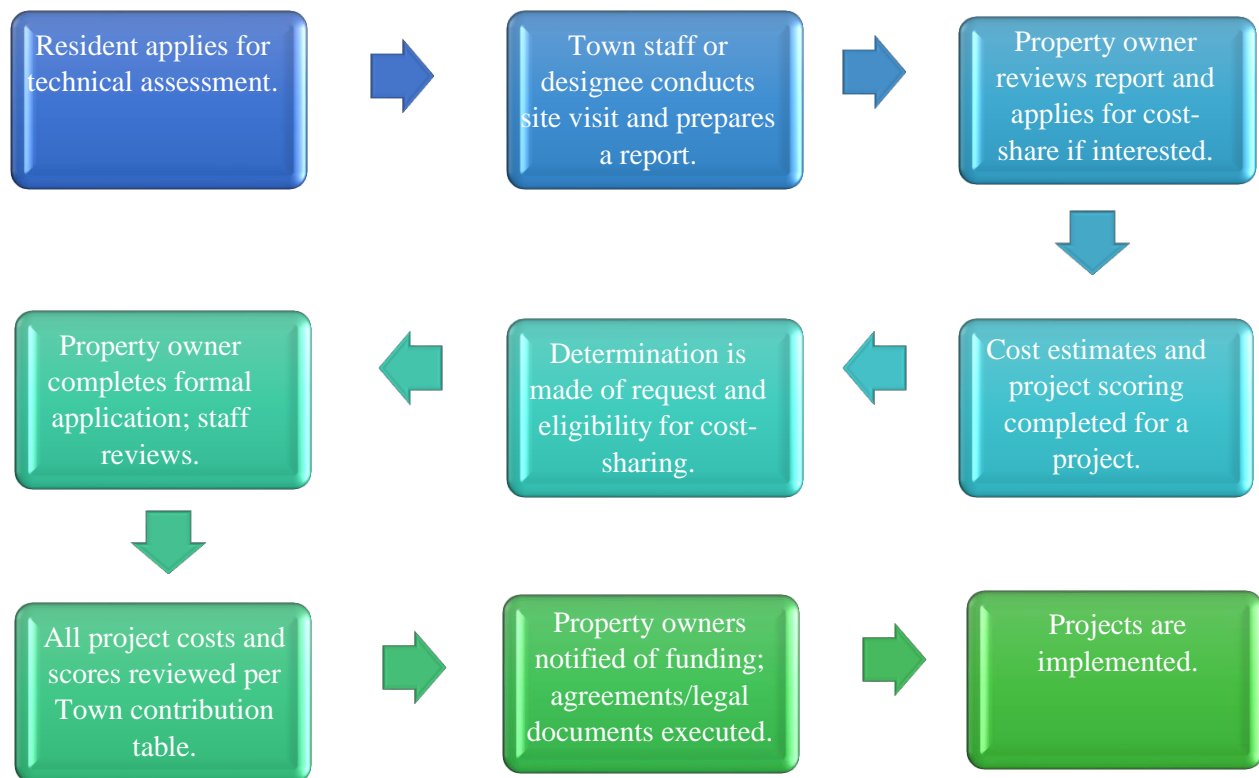 Resident applies for
technical assessment.
Town staff or
designee conducts
site visit and prepares
a report.
Property owner
reviews report and
applies for cost-
share if interested.
Cost estimates and
project scoring
completed for a
project.
Determination is
made of request and
eligibility for cost-
sharing.
Property owner
completes formal
application; staff
reviews.
All project costs and
scores reviewed per
Town contribution
table.
Property owners
notified of funding;
agreements/legal
documents executed.
Projects are
implemented.